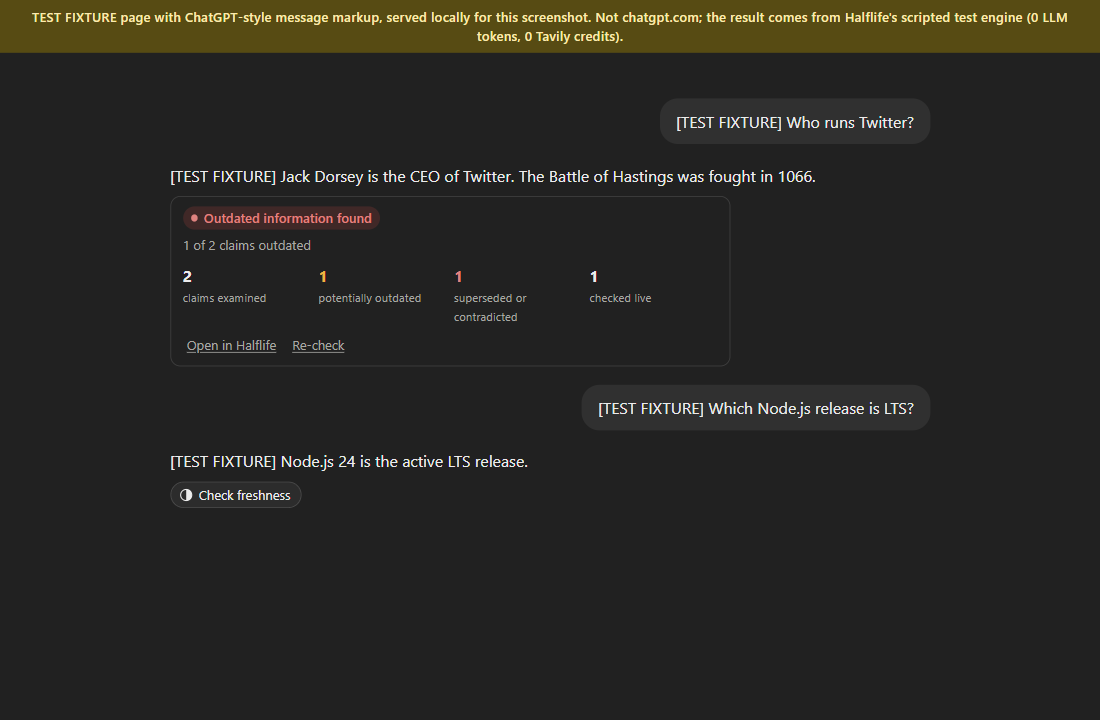 TEST FIXTURE page with ChatGPT-style message markup, served locally for this screenshot. Not chatgpt.com; the result comes from Halflife's scripted test engine (0 LLM
tokens, 0 Tavily credits).
[TEST FIXTURE] Who runs Twitter?
[TEST FIXTURE] Jack Dorsey is the CEO of Twitter. The Battle of Hastings was fought in 1066.
Outdated information found
1 of 2 claims outdated
2 1 1 1
claims examined potentially outdated superseded or checked live
contradicted
Open in Halflife Re-check
[TEST FIXTURE] Which Node.js release is LTS?
[TEST FIXTURE] Node.js 24 is the active LTS release.
Check freshness